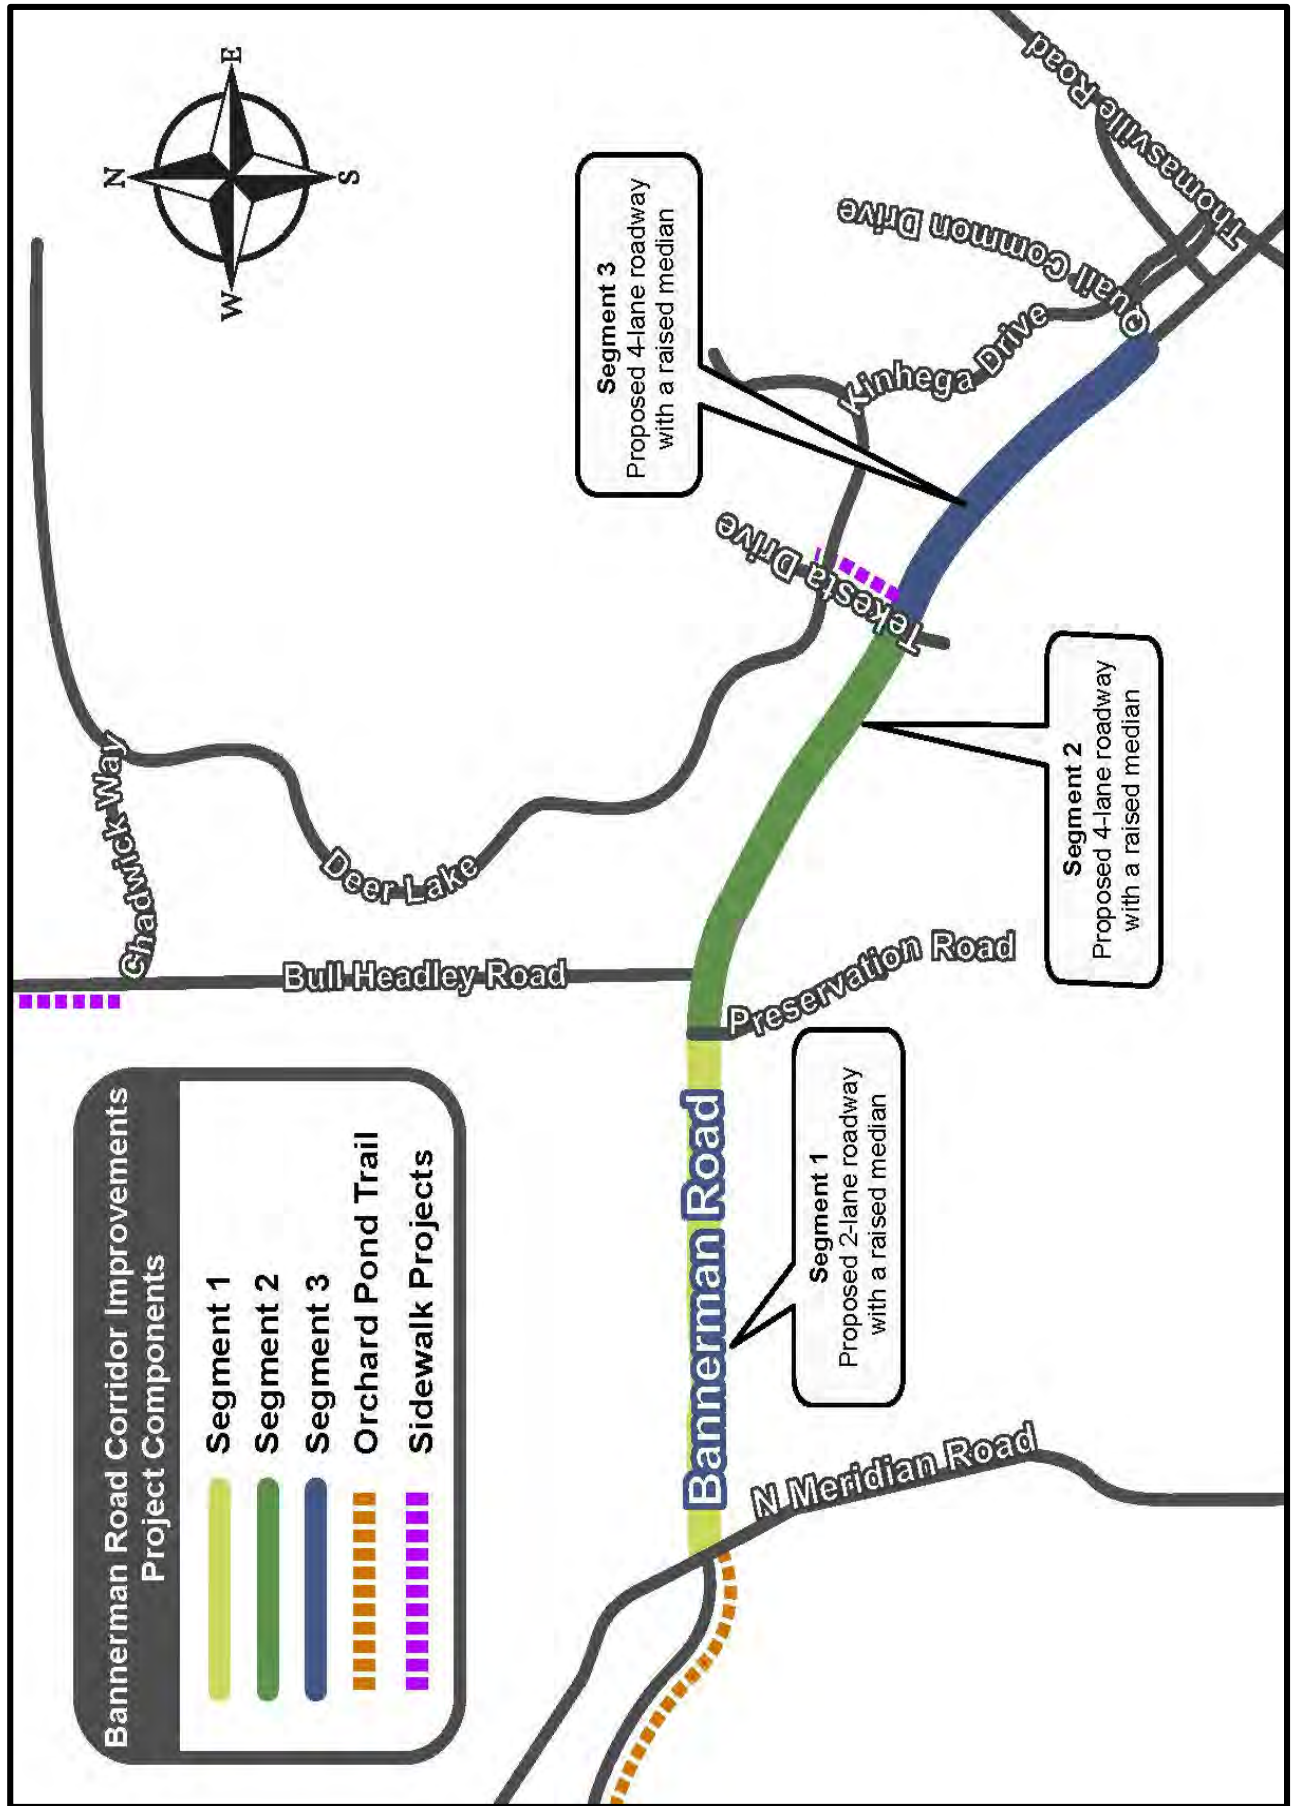 Bannerman Road Corridor Improvements
Project Components
Segment 1
Segment 2
Segment 3
Orchard Pond Trail
Sidewalk Projects
N
W
E
S
Chadwick Way
Deer Lake
Bull Headley Road
Bannerman Road
N Meridian Road
Preservation Road
Tekesta Drive
Kinhega Drive
Quail Common Drive
Thomasville Road
Segment 1
Proposed 2-lane roadway
with a raised median
Segment 2
Proposed 4-lane roadway
with a raised median
Segment 3
Proposed 4-lane roadway
with a raised median